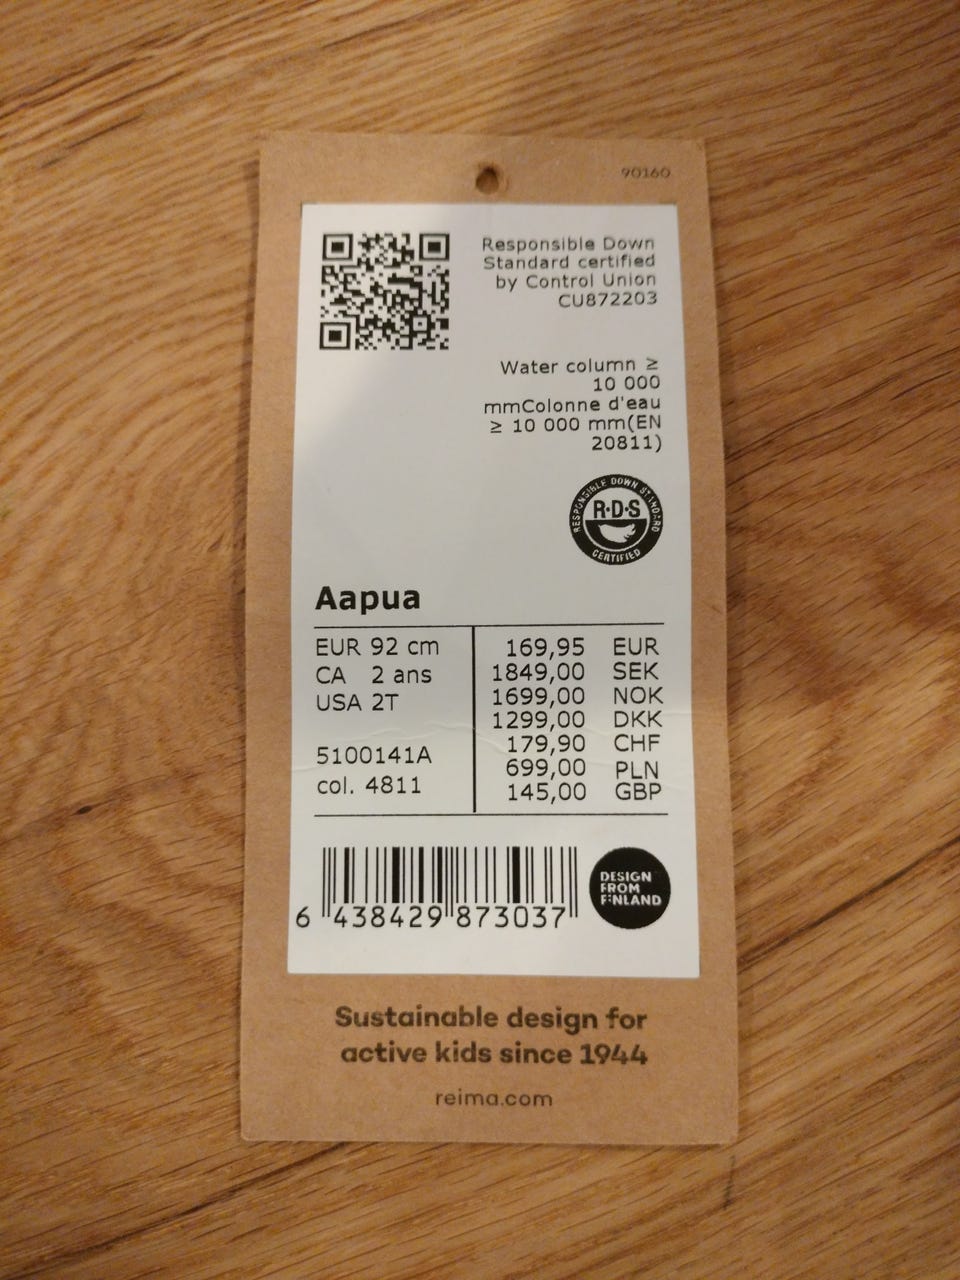 90160
Responsible Down
Standard certified
by Control Union
CU872203
Water column ≥
10 000
mmColonne d'eau
≥ 10 000 mm(EN
20811)
RESPONSIBLE DOWN STANDARD
R·D·S
CERTIFIED
Aapua
EUR 92 cm
CA 2 ans
USA 2T
5100141A
col. 4811
169,95 EUR
1849,00 SEK
1699,00 NOK
1299,00 DKK
179,90 CHF
699,00 PLN
145,00 GBP
6 438429 873037
DESIGN
FROM
FINLAND
Sustainable design for
active kids since 1944
reima.com